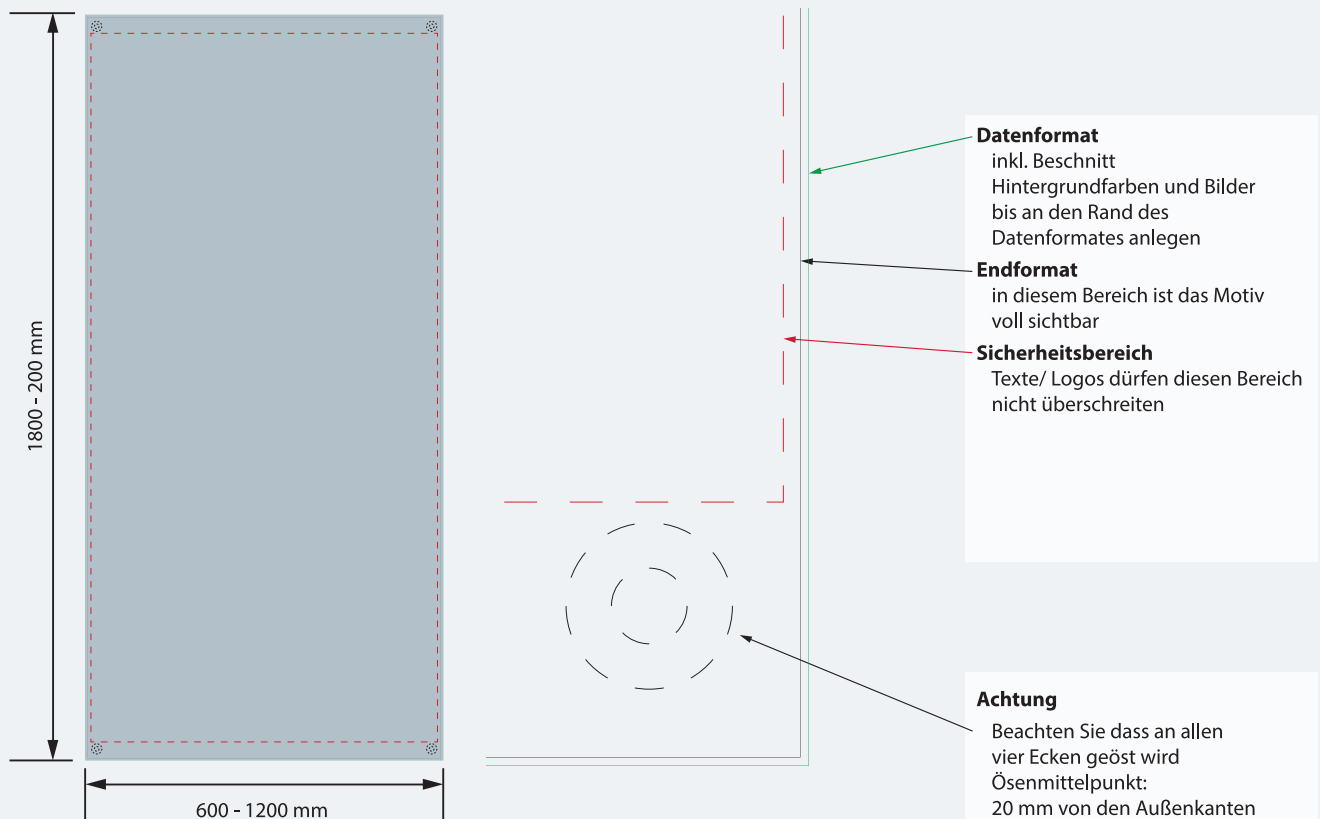 1800 - 200 mm
600 - 1200 mm
Datenformat
inkl. Beschnitt
Hintergrundfarben und Bilder
bis an den Rand des
Datenformates anlegen
Endformat
in diesem Bereich ist das Motiv
voll sichtbar
Sicherheitsbereich
Texte/ Logos dürfen diesen Bereich
nicht überschreiten
Achtung
Beachten Sie dass an allen
vier Ecken geöst wird
Ösenmittelpunkt:
20 mm von den Außenkanten